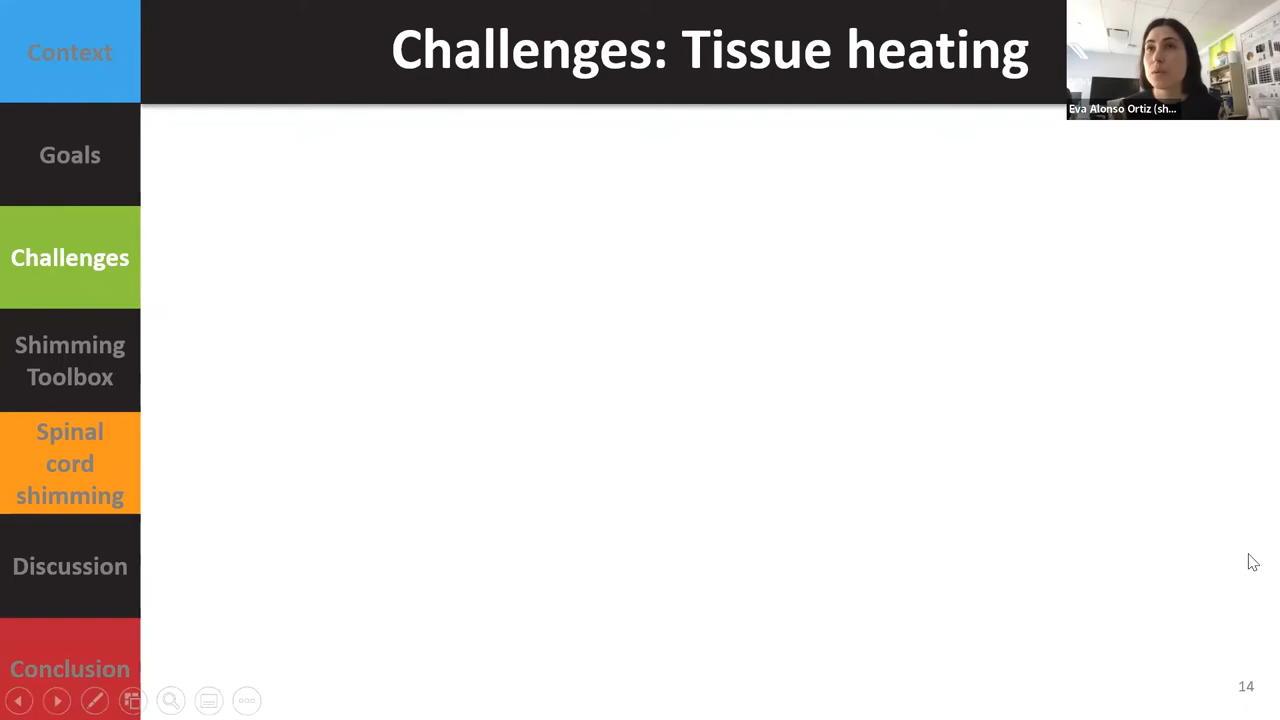 Context
Challenges: Tissue heating
Eva Alonso Ortiz (sh...
Goals
Challenges
Shimming
Toolbox
Spinal
cord
shimming
Discussion
Conclusion
14